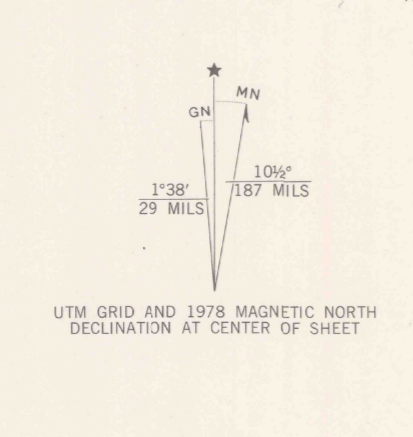 MN
GN
1°38'
29 MILS
10½°
187 MILS
UTM GRID AND 1978 MAGNETIC NORTH
DECLINATION AT CENTER OF SHEET